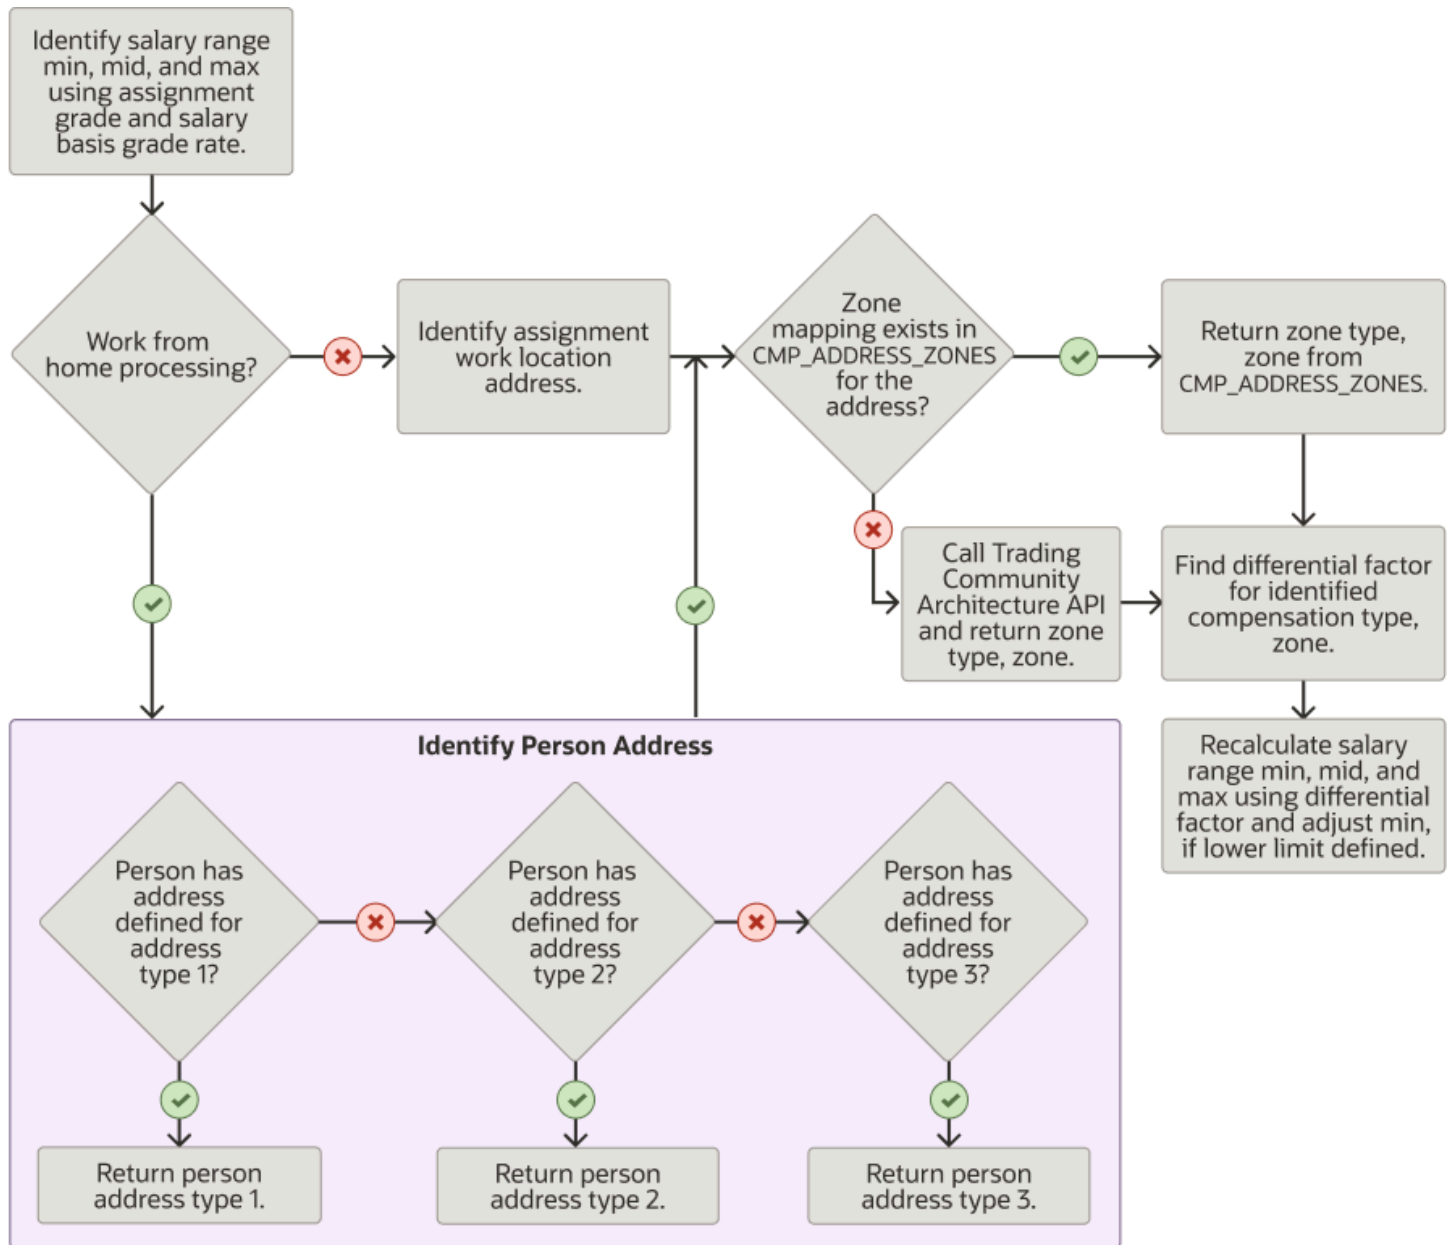 Identify salary range
min, mid, and max
using assignment
grade and salary
basis grade rate.
Work from
home processing?
Identify assignment
work location
address.
Zone
mapping exists in
CMP_ADDRESS_ZONES
for the
address?
Return zone type,
zone from
CMP_ADDRESS_ZONES.
Call Trading
Community
Architecture API
and return zone
type, zone.
Find differential factor
for identified
compensation type,
zone.
Recalculate salary
range min, mid, and
max using differential
factor and adjust min,
if lower limit defined.
Identify Person Address
Person has
address
defined for
address
type 1?
Person has
address
defined for
address
type 2?
Person has
address
defined for
address
type 3?
Return person
address type 1.
Return person
address type 2.
Return person
address type 3.